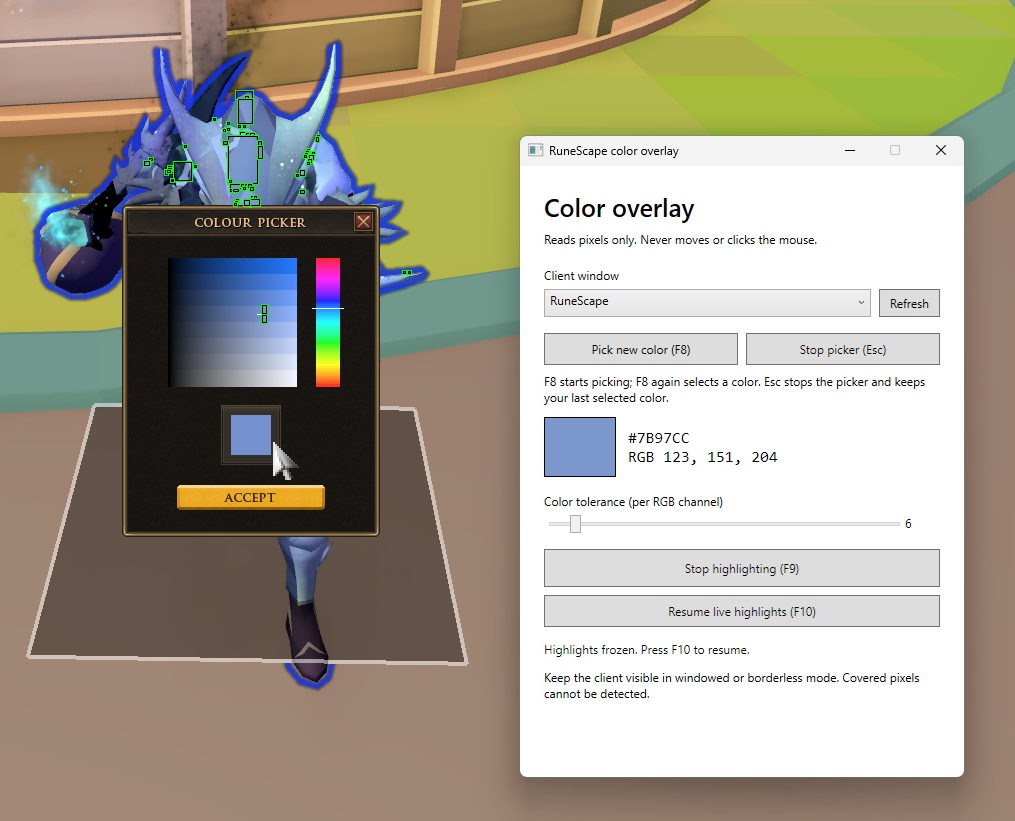 COLOUR PICKER
ACCEPT
RuneScape color overlay
Color overlay
Reads pixels only. Never moves or clicks the mouse.
Client window
RuneScape
Refresh
Pick new color (F8)
Stop picker (Esc)
F8 starts picking; F8 again selects a color. Esc stops the picker and keeps
your last selected color.
#7B97CC
RGB 123, 151, 204
Color tolerance (per RGB channel)
6
Stop highlighting (F9)
Resume live highlights (F10)
Highlights frozen. Press F10 to resume.
Keep the client visible in windowed or borderless mode. Covered pixels
cannot be detected.